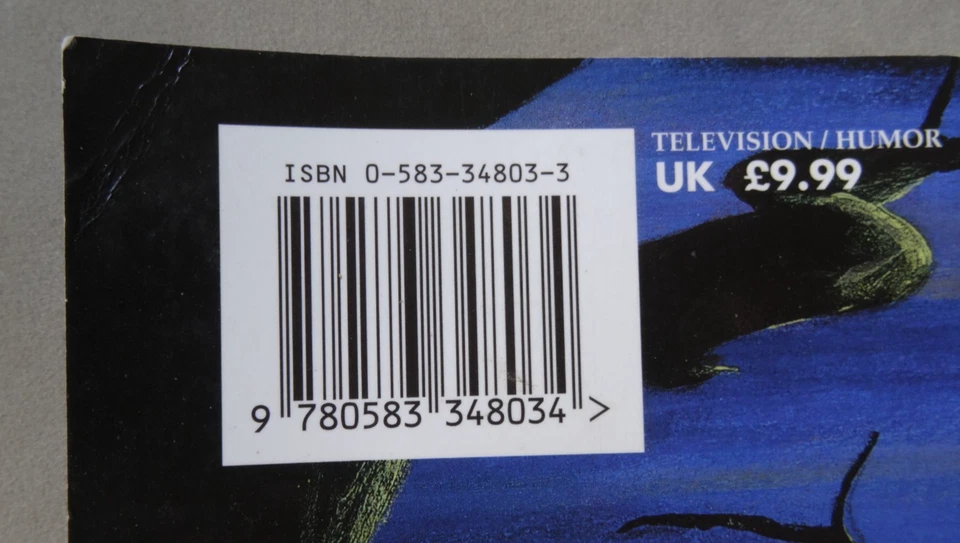 TELEVISION / HUMOR
UK £9.99
ISBN 0-583-34803-3
9 780583 348034 >